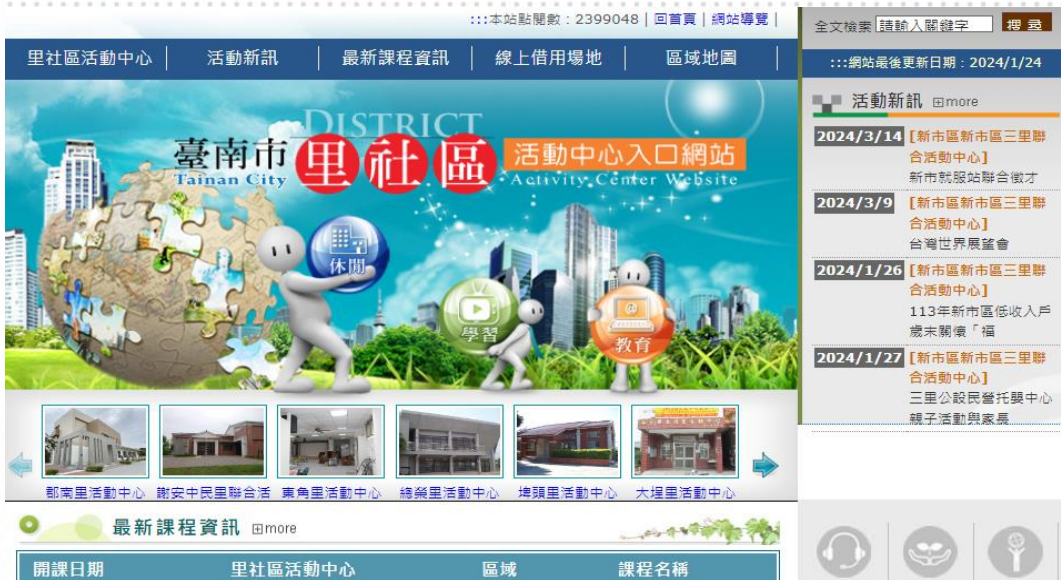 :::本站點閱數：2399048 | 回首頁 | 網站導覽 |
里社區活動中心 | 活動新訊 | 最新課程資訊 | 線上借用場地 | 區域地圖 |
DISTRICT
臺南市里社區活動中心入口網站
Tainan City
Activity Center Website
休閒
學習
教育
郡南里活動中心
謝安中民里聯合活
東角里活動中心
總榮里活動中心
埤頭里活動中心
大埕里活動中心
最新課程資訊 more
開課日期 里社區活動中心 區域 課程名稱
全文檢索 請輸入關鍵字 搜尋
:::網站最後更新日期：2024/1/24
活動新訊 more
2024/3/14 [新市區新市區三里聯
合活動中心]
新市就服站聯合徵才
2024/3/9 [新市區新市區三里聯
合活動中心]
台灣世界展望會
2024/1/26 [新市區新市區三里聯
合活動中心]
113年新市區低收入戶
歲末關懷「福
2024/1/27 [新市區新市區三里聯
合活動中心]
三里公設民營托嬰中心
親子活動與家長